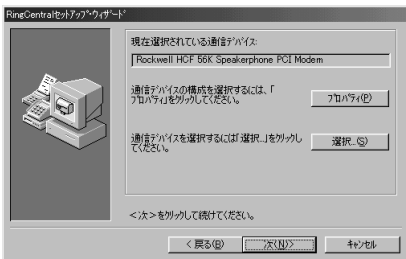 RingCentralｾｯﾄｱｯﾌﾟ･ｳｨｻﾞｰﾄﾞ
現在選択されている通信ﾃﾞﾊﾞｲｽ:
Rockwell HCF 56K Speakerphone PCI Modem
通信ﾃﾞﾊﾞｲｽの構成を選択するには、「
ﾌﾟﾛﾊﾟﾃｨ｣をｸﾘｯｸしてください。
ﾌﾟﾛﾊﾟﾃｨ(P)
通信ﾃﾞﾊﾞｲｽを選択するには｢選択...｣をｸﾘｯｸし
てください。
選択...(S)
<次>をｸﾘｯｸして続けてください。
< 戻る(B)
次(N)>
ｷｬﾝｾﾙ